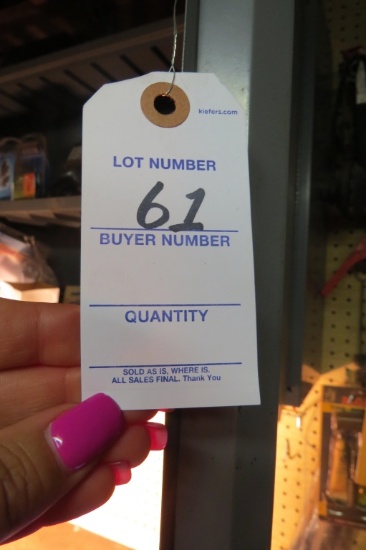 kiefers.com
LOT NUMBER
61
BUYER NUMBER
QUANTITY
SOLD AS IS, WHERE IS.
ALL SALES FINAL. Thank You